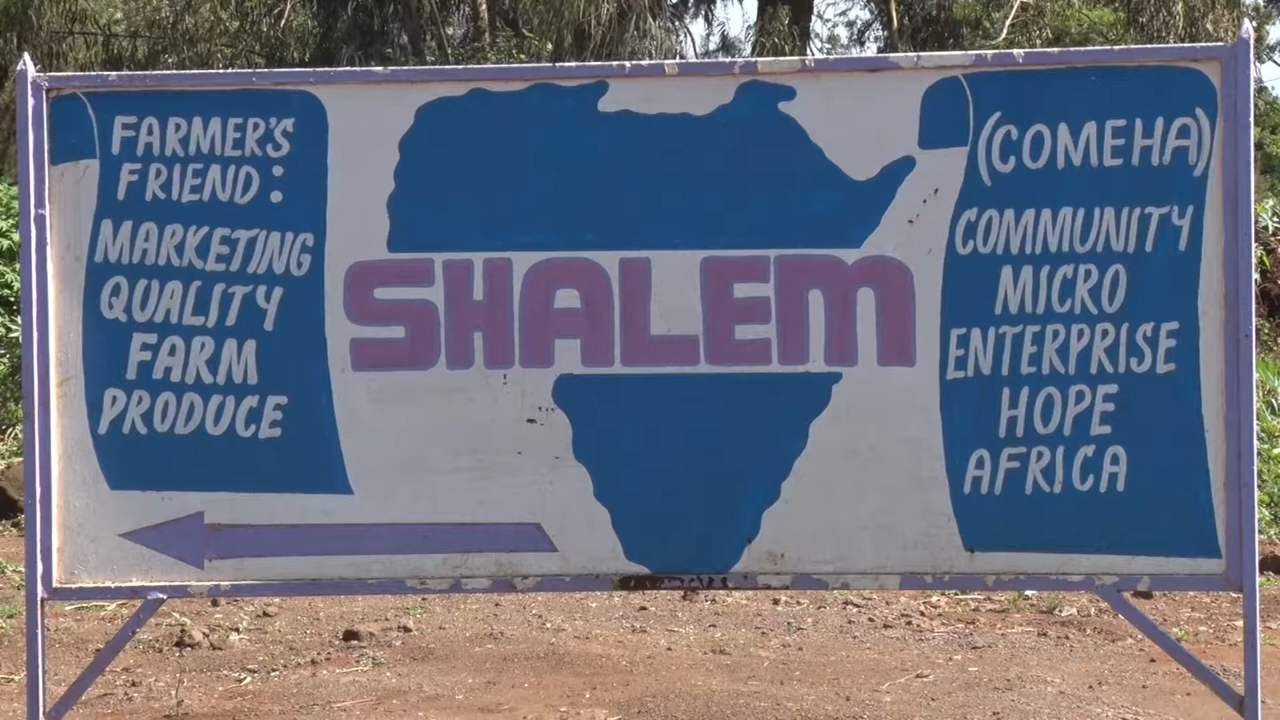 FARMER'S
FRIEND:
MARKETING
QUALITY
FARM
PRODUCE
SHALEM
(COMEHA)
COMMUNITY
MICRO
ENTERPRISE
HOPE
AFRICA